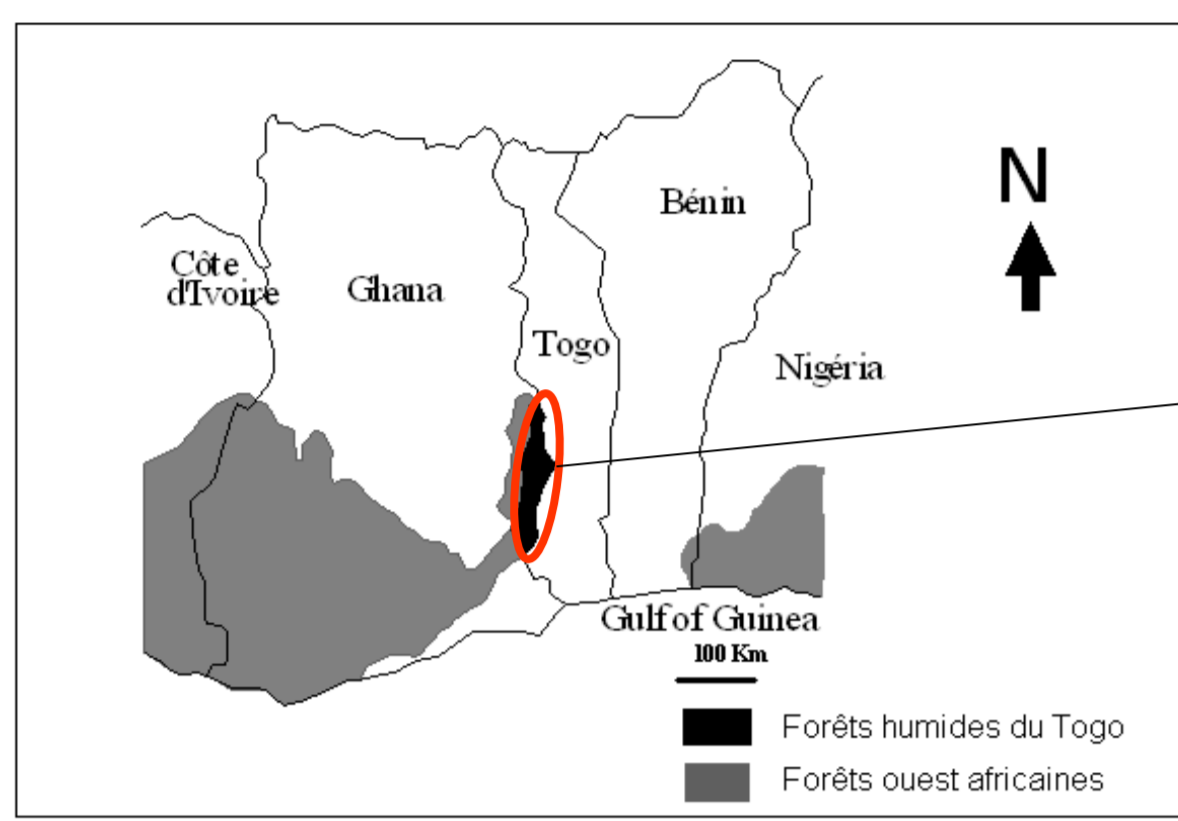 N
Bénin
Côte
d'Ivoire
Ghana
Togo
Nigéria
Gulf of Guinea
100 Km
Forêts humides du Togo
Forêts ouest africaines